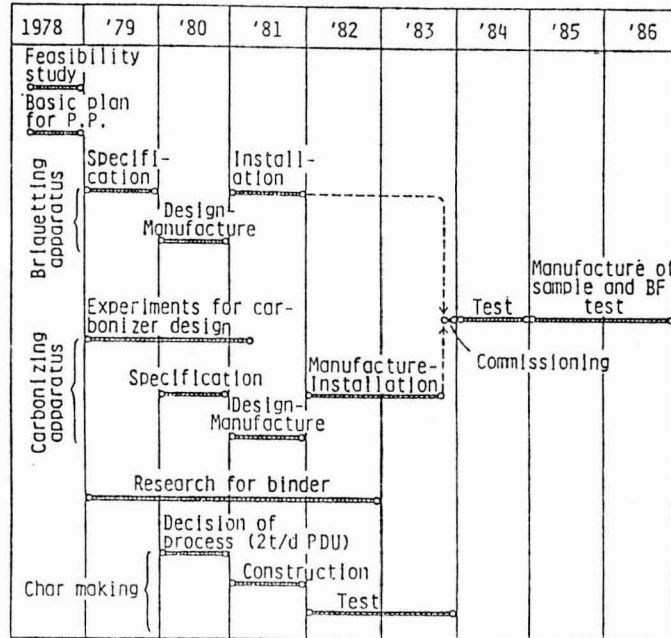 1978 '79 '80 '81 '82 '83 '84 '85 '86
Feasibility
study
Basic plan
for P.P.
Briquetting
apparatus
Specifi-
cation
Install-
ation
Design-
Manufacture
Manufacture of
sample and BF
test
Test
Commissioning
Carbonizing
apparatus
Experiments for car-
bonizer design
Specification
Manufacture-
Installation
Design-
Manufacture
Research for binder
Char making
Decision of
process (2t/d PDU)
Construction
Test